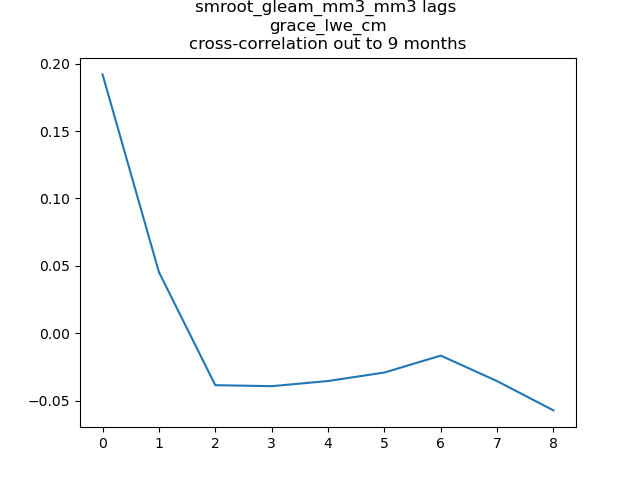 smroot_gleam_mm3_mm3 lags
grace_lwe_cm
cross-correlation out to 9 months
0.20
0.15
0.10
0.05
0.00
−0.05
0 1 2 3 4 5 6 7 8